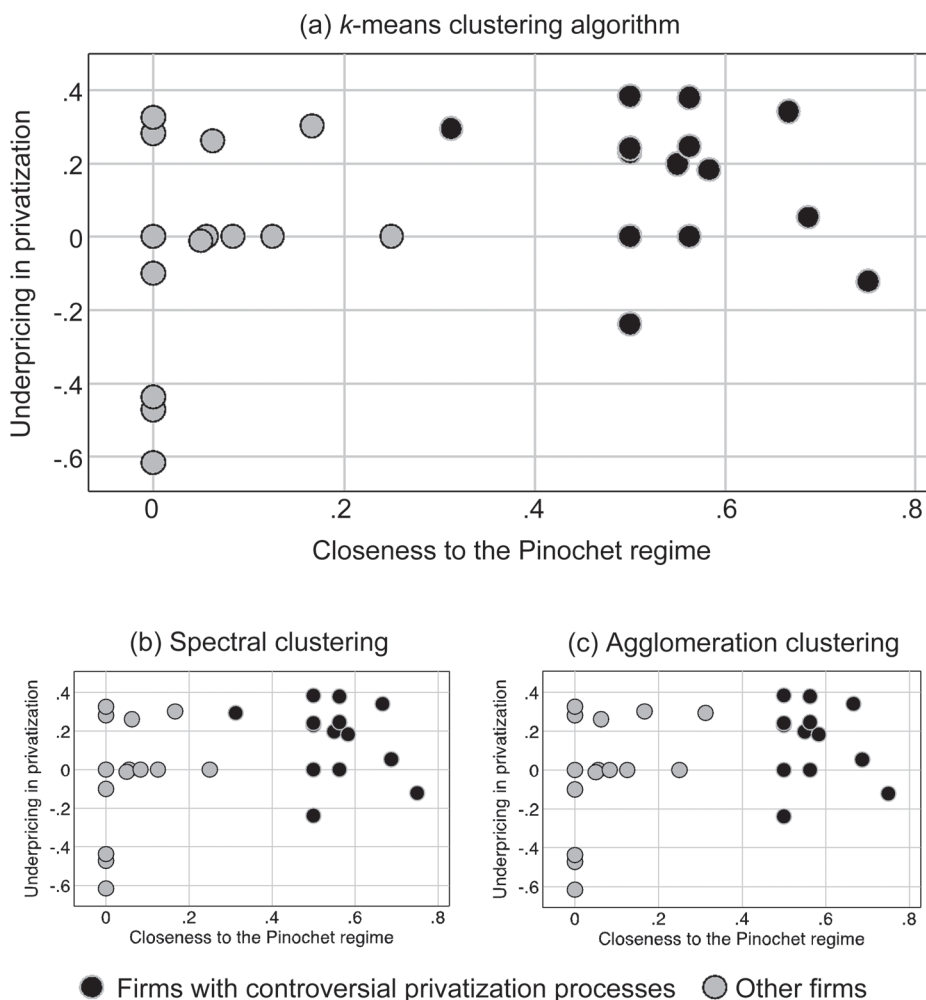 (a) k-means clustering algorithm
Underpricing in privatization
.4
.2
0
-.2
-.4
-.6
0 .2 .4 .6 .8
Closeness to the Pinochet regime
(b) Spectral clustering
Underpricing in privatization
.4
.2
0
-.2
-.4
-.6
0 .2 .4 .6 .8
Closeness to the Pinochet regime
(c) Agglomeration clustering
Underpricing in privatization
.4
.2
0
-.2
-.4
-.6
0 .2 .4 .6 .8
Closeness to the Pinochet regime
Firms with controversial privatization processes Other firms